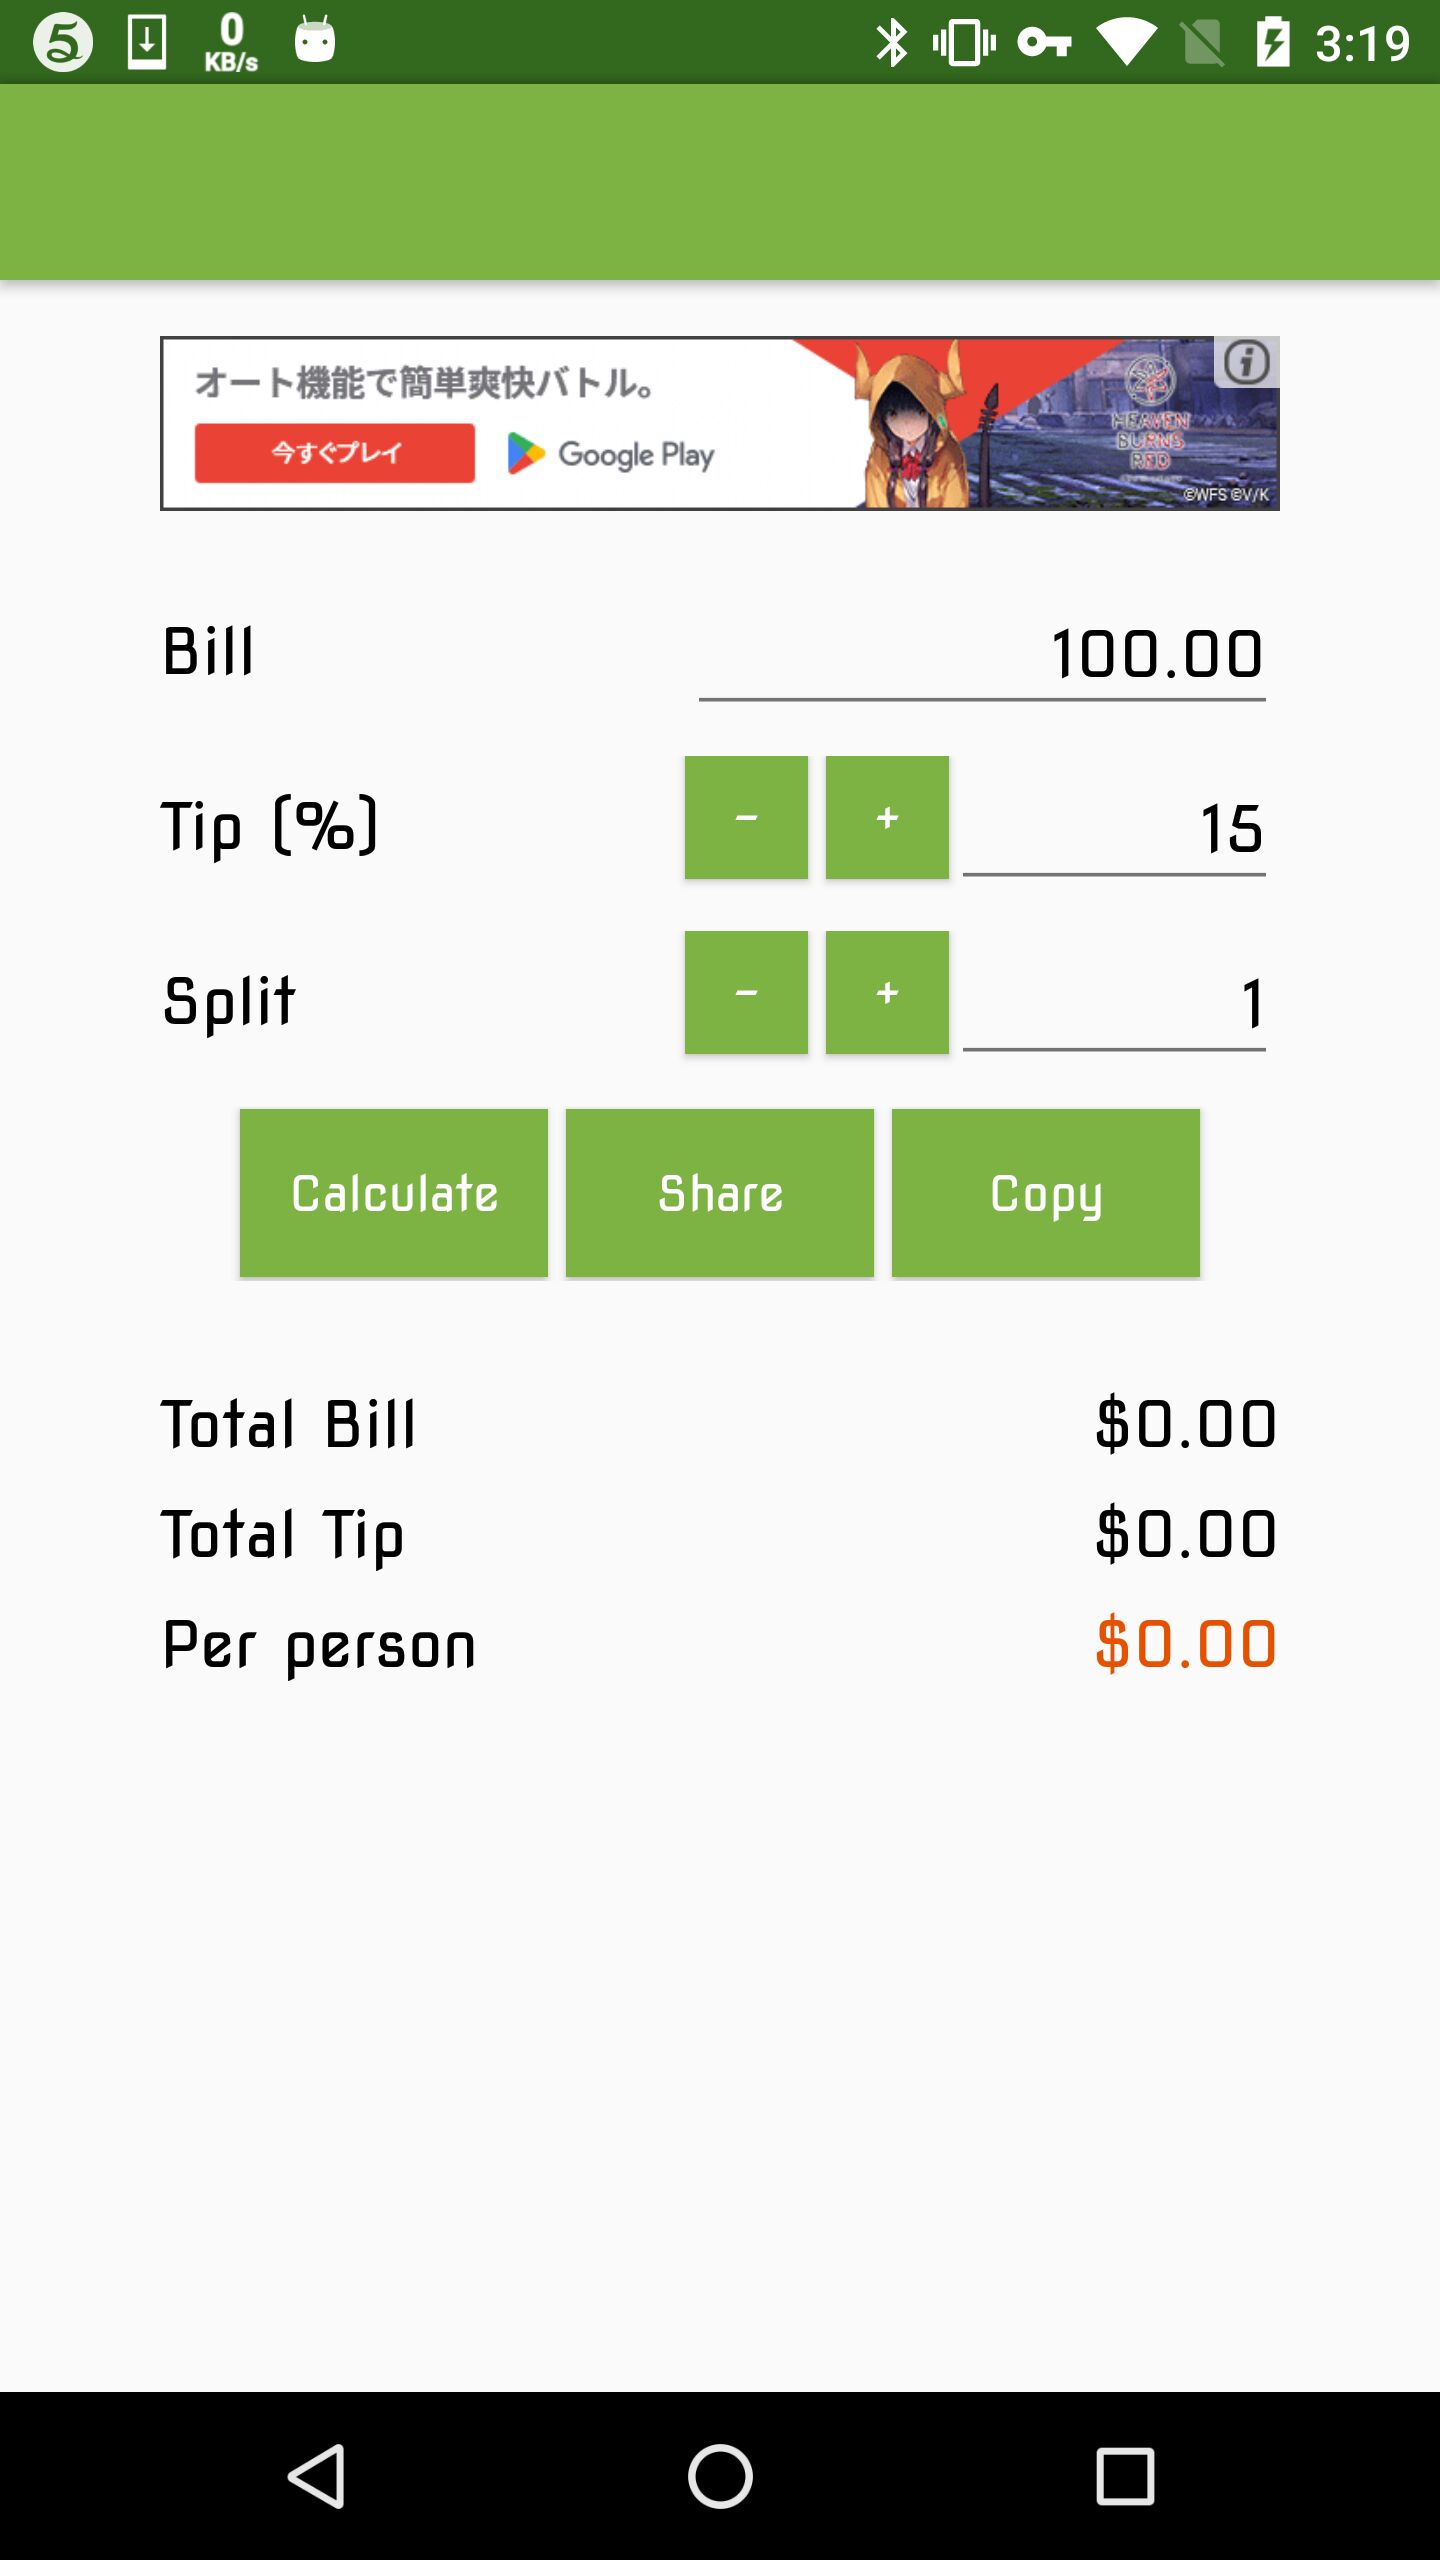 5 0 KB/s 3:19
オート機能で簡単爽快バトル。
今すぐプレイ Google Play
HEAVEN
BURNS
RED
©WFS ©V/K
Bill 100.00
Tip (%) - + 15
Split - + 1
Calculate Share Copy
Total Bill $0.00
Total Tip $0.00
Per person $0.00